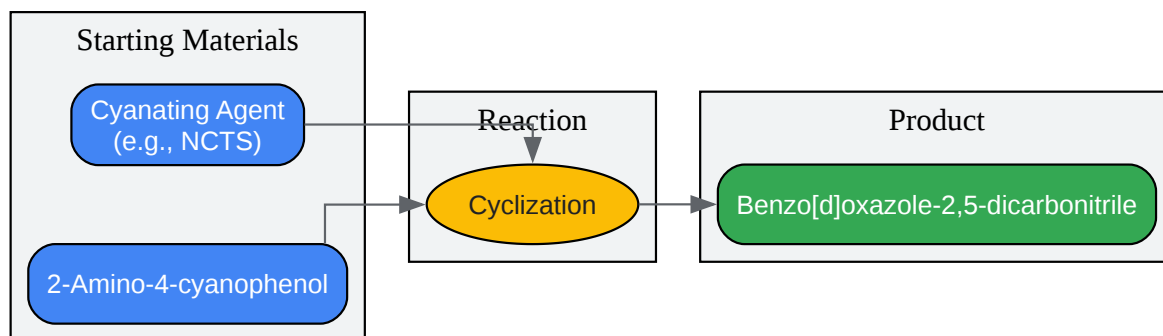 Starting Materials
Cyanating Agent
(e.g., NCTS)
2-Amino-4-cyanophenol
Reaction
Cyclization
Product
Benzo[d]oxazole-2,5-dicarbonitrile